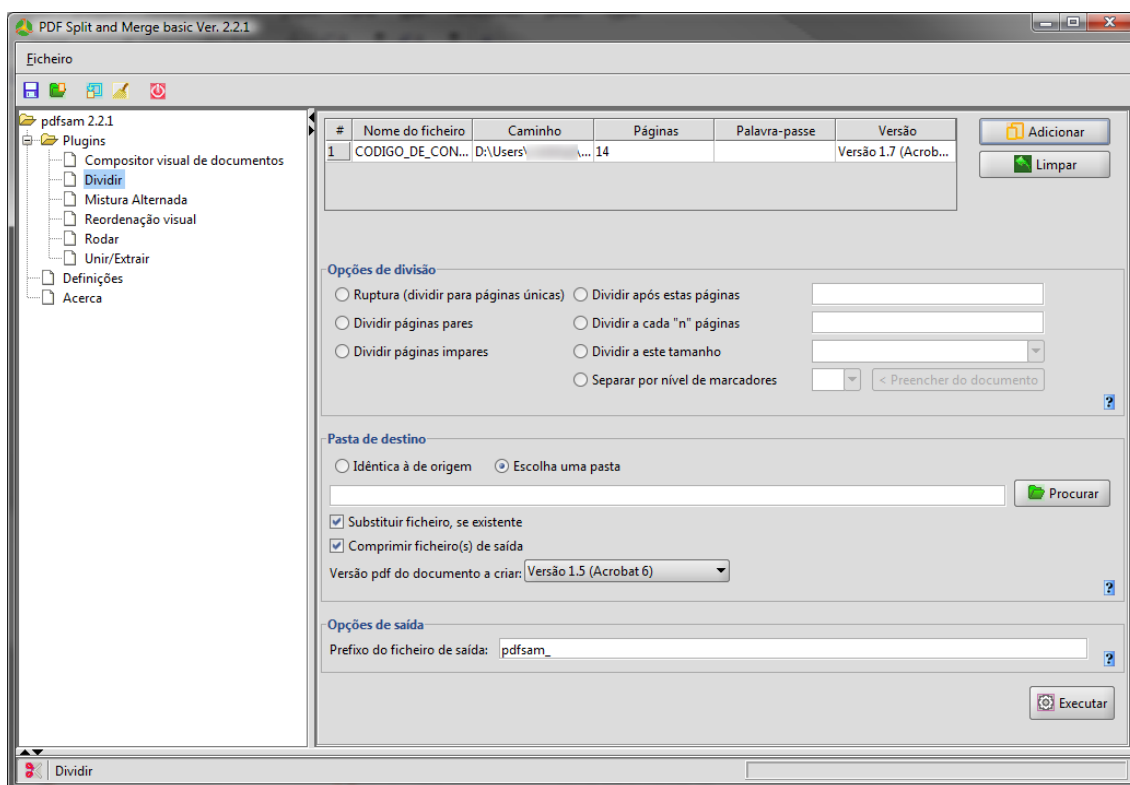 PDF Split and Merge basic Ver. 2.2.1
Ficheiro
pdfsam 2.2.1
Plugins
Compositor visual de documentos
Dividir
Mistura Alternada
Reordenação visual
Rodar
Unir/Extrair
Definições
Acerca
# Nome do ficheiro Caminho Páginas Palavra-passe Versão
1 CODIGO_DE_CON... D:\Users\ \... 14 Versão 1.7 (Acrob...
Adicionar
Limpar
Opções de divisão
Ruptura (dividir para páginas únicas) Dividir após estas páginas
Dividir páginas pares Dividir a cada "n" páginas
Dividir páginas impares Dividir a este tamanho
Separar por nível de marcadores < Preencher do documento
?
Pasta de destino
Idêntica à de origem Escolha uma pasta
Procurar
Substituir ficheiro, se existente
Comprimir ficheiro(s) de saída
Versão pdf do documento a criar: Versão 1.5 (Acrobat 6)
?
Opções de saída
Prefixo do ficheiro de saída: pdfsam_
?
Executar
Dividir